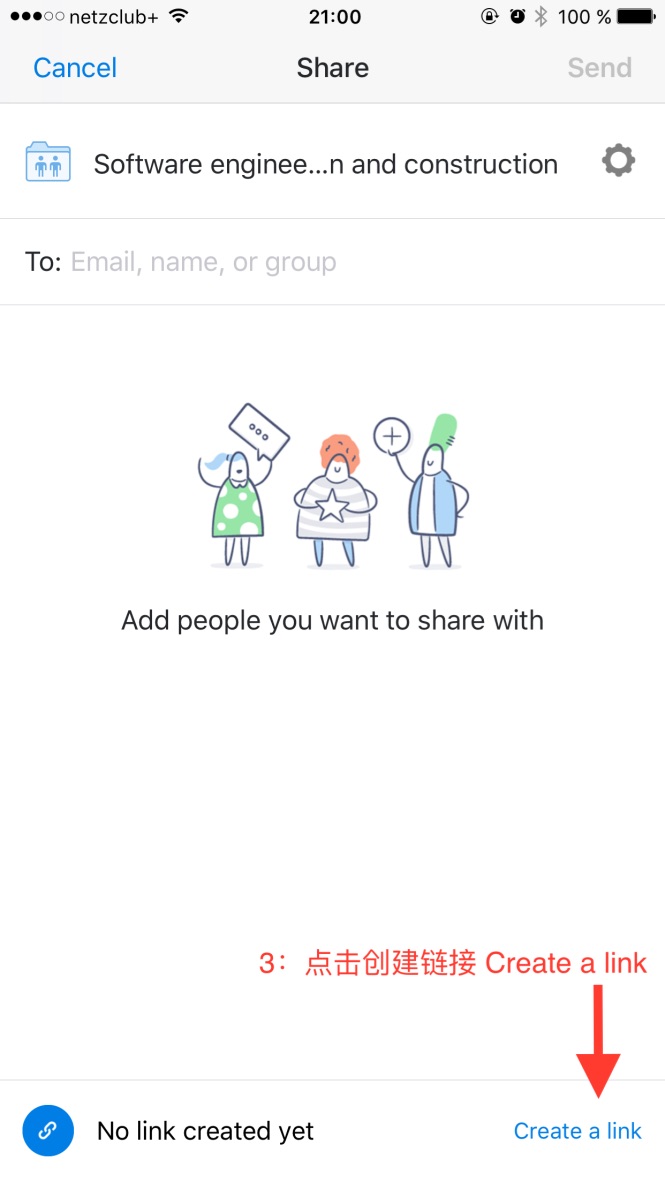 netzclub+ 21:00 100 %
Cancel Share Send
Software enginee...n and construction
To: Email, name, or group
Add people you want to share with
3：点击创建链接 Create a link
No link created yet Create a link